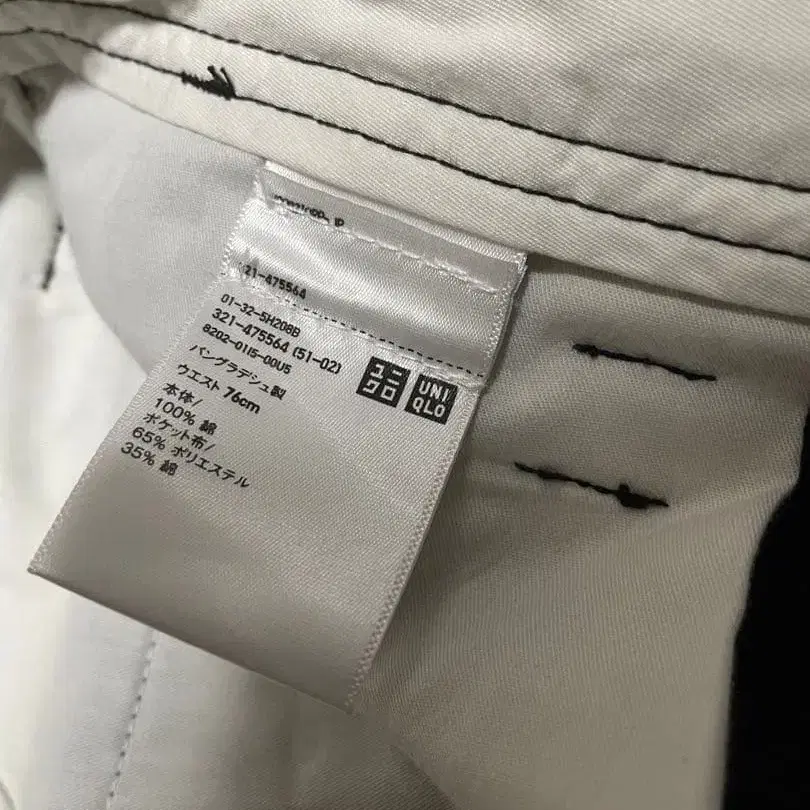 21-475564
01-32-5H208B
321-475564 (51-02)
8202-0115-00U5
バングラデシュ製
ウエスト 76cm
本体/
100% 綿
ポケット布/
65% ポリエステル
35% 綿
ユニ
クロ
UNI
QLO